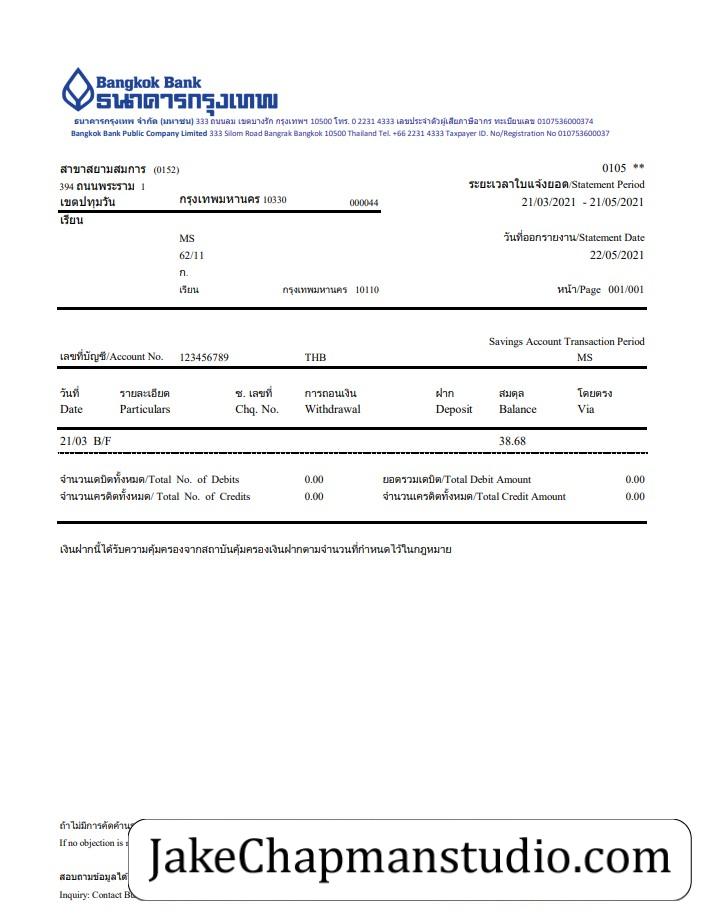 Bangkok Bank
ธนาคารกรุงเทพ
ธนาคารกรุงเทพ จำกัด (มหาชน) 333 ถนนลม เขตบางรัก กรุงเทพฯ 10500 โทร. 0 2231 4333 เลขประจำตัวผู้เสียภาษีอากร ทะเบียนเลข 0107536000374
Bangkok Bank Public Company Limited 333 Silom Road Bangrak Bangkok 10500 Thailand Tel. +66 2231 4333 Taxpayer ID. No/Registration No 010753600037
สาขาสยามสมการ (0152) 0105 **
394 ถนนพระราม 1 ระยะเวลาใบแจ้งยอด/Statement Period
เขตปทุมวัน กรุงเทพมหานคร 10330 000044 21/03/2021 - 21/05/2021
เรียน
MS วันที่ออกรายงาน/Statement Date
62/11 22/05/2021
ก.
เรียน กรุงเทพมหานคร 10110 หน้า/Page 001/001
Savings Account Transaction Period
เลขที่บัญชี/Account No. 123456789 THB MS
วันที่ รายละเอียด ช. เลขที่ การถอนเงิน ฝาก สมดุล โดยตรง
Date Particulars Chq. No. Withdrawal Deposit Balance Via
21/03 B/F 38.68
จำนวนเดบิตทั้งหมด/Total No. of Debits 0.00 ยอดรวมเดบิต/Total Debit Amount 0.00
จำนวนเครดิตทั้งหมด/ Total No. of Credits 0.00 จำนวนเครดิตทั้งหมด/Total Credit Amount 0.00
เงินฝากนี้ได้รับความคุ้มครองจากสถาบันคุ้มครองเงินฝากตามจำนวนที่กำหนดไว้ในกฎหมาย
ถ้าไม่มีการคัดค้าน
If no objection is
JakeChapmanstudio.com
สอบถามข้อมูลได้
Inquiry: Contact